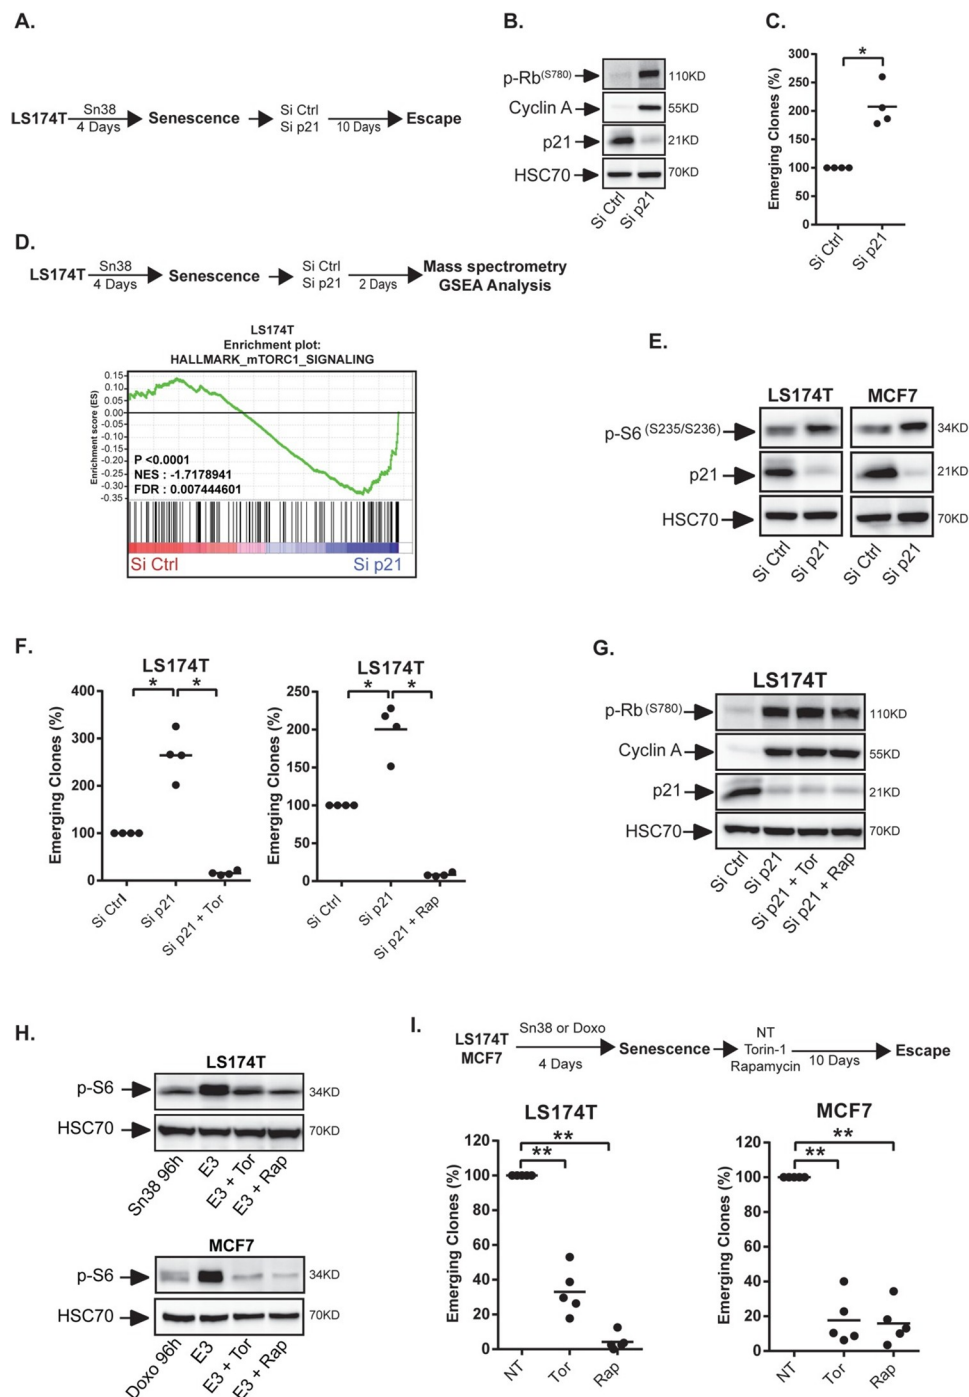 A.
LS174T Sn38 4 Days Senescence Si Ctrl Si p21 10 Days Escape
B.
p-Rb(S780) 110KD
Cyclin A 55KD
p21 21KD
HSC70 70KD
Si Ctrl Si p21
C.
Emerging Clones (%)
300
250
200
150
100
50
0
*
Si Ctrl Si p21
D.
LS174T Sn38 4 Days Senescence Si Ctrl Si p21 2 Days Mass spectrometry GSEA Analysis
LS174T
Enrichment plot:
HALLMARK_mTORC1_SIGNALING
Enrichment score (ES)
0.15
0.10
0.05
0.00
-0.05
-0.10
-0.15
-0.20
-0.25
-0.30
-0.35
P <0.0001
NES : -1.7178941
FDR : 0.007444601
Si Ctrl Si p21
E.
LS174T MCF7
p-S6 (S235/S236) 34KD
p21 21KD
HSC70 70KD
Si Ctrl Si p21 Si Ctrl Si p21
F.
LS174T
Emerging Clones (%)
400
300
200
100
0
* *
Si Ctrl Si p21 Si p21 + Tor
LS174T
Emerging Clones (%)
250
200
150
100
50
0
* *
Si Ctrl Si p21 Si p21 + Rap
G.
LS174T
p-Rb (S780) 110KD
Cyclin A 55KD
p21 21KD
HSC70 70KD
Si Ctrl Si p21 Si p21 + Tor Si p21 + Rap
H.
LS174T
p-S6 34KD
HSC70 70KD
Sn38 96h E3 E3 + Tor E3 + Rap
MCF7
p-S6 34KD
HSC70 70KD
Doxo 96h E3 E3 + Tor E3 + Rap
I.
LS174T MCF7 Sn38 or Doxo 4 Days Senescence NT Torin-1 Rapamycin 10 Days Escape
LS174T
Emerging Clones (%)
120
100
80
60
40
20
0
**
**
NT Tor Rap
MCF7
Emerging Clones (%)
120
100
80
60
40
20
0
**
**
NT Tor Rap